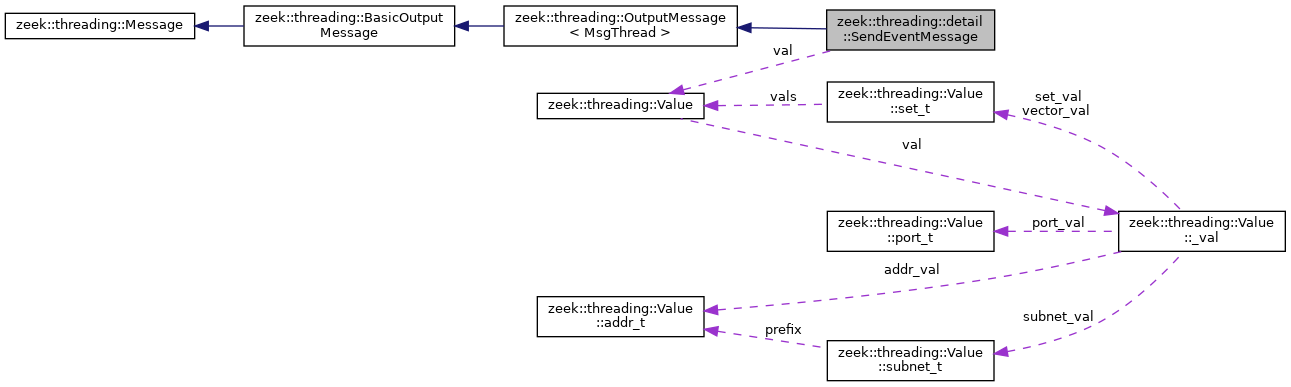 zeek::threading::Message
zeek::threading::BasicOutput
Message
zeek::threading::OutputMessage
< MsgThread >
zeek::threading::detail
::SendEventMessage
val
zeek::threading::Value
vals
zeek::threading::Value
::set_t
set_val
vector_val
val
zeek::threading::Value
::port_t
port_val
zeek::threading::Value
::_val
addr_val
zeek::threading::Value
::addr_t
prefix
subnet_val
zeek::threading::Value
::subnet_t